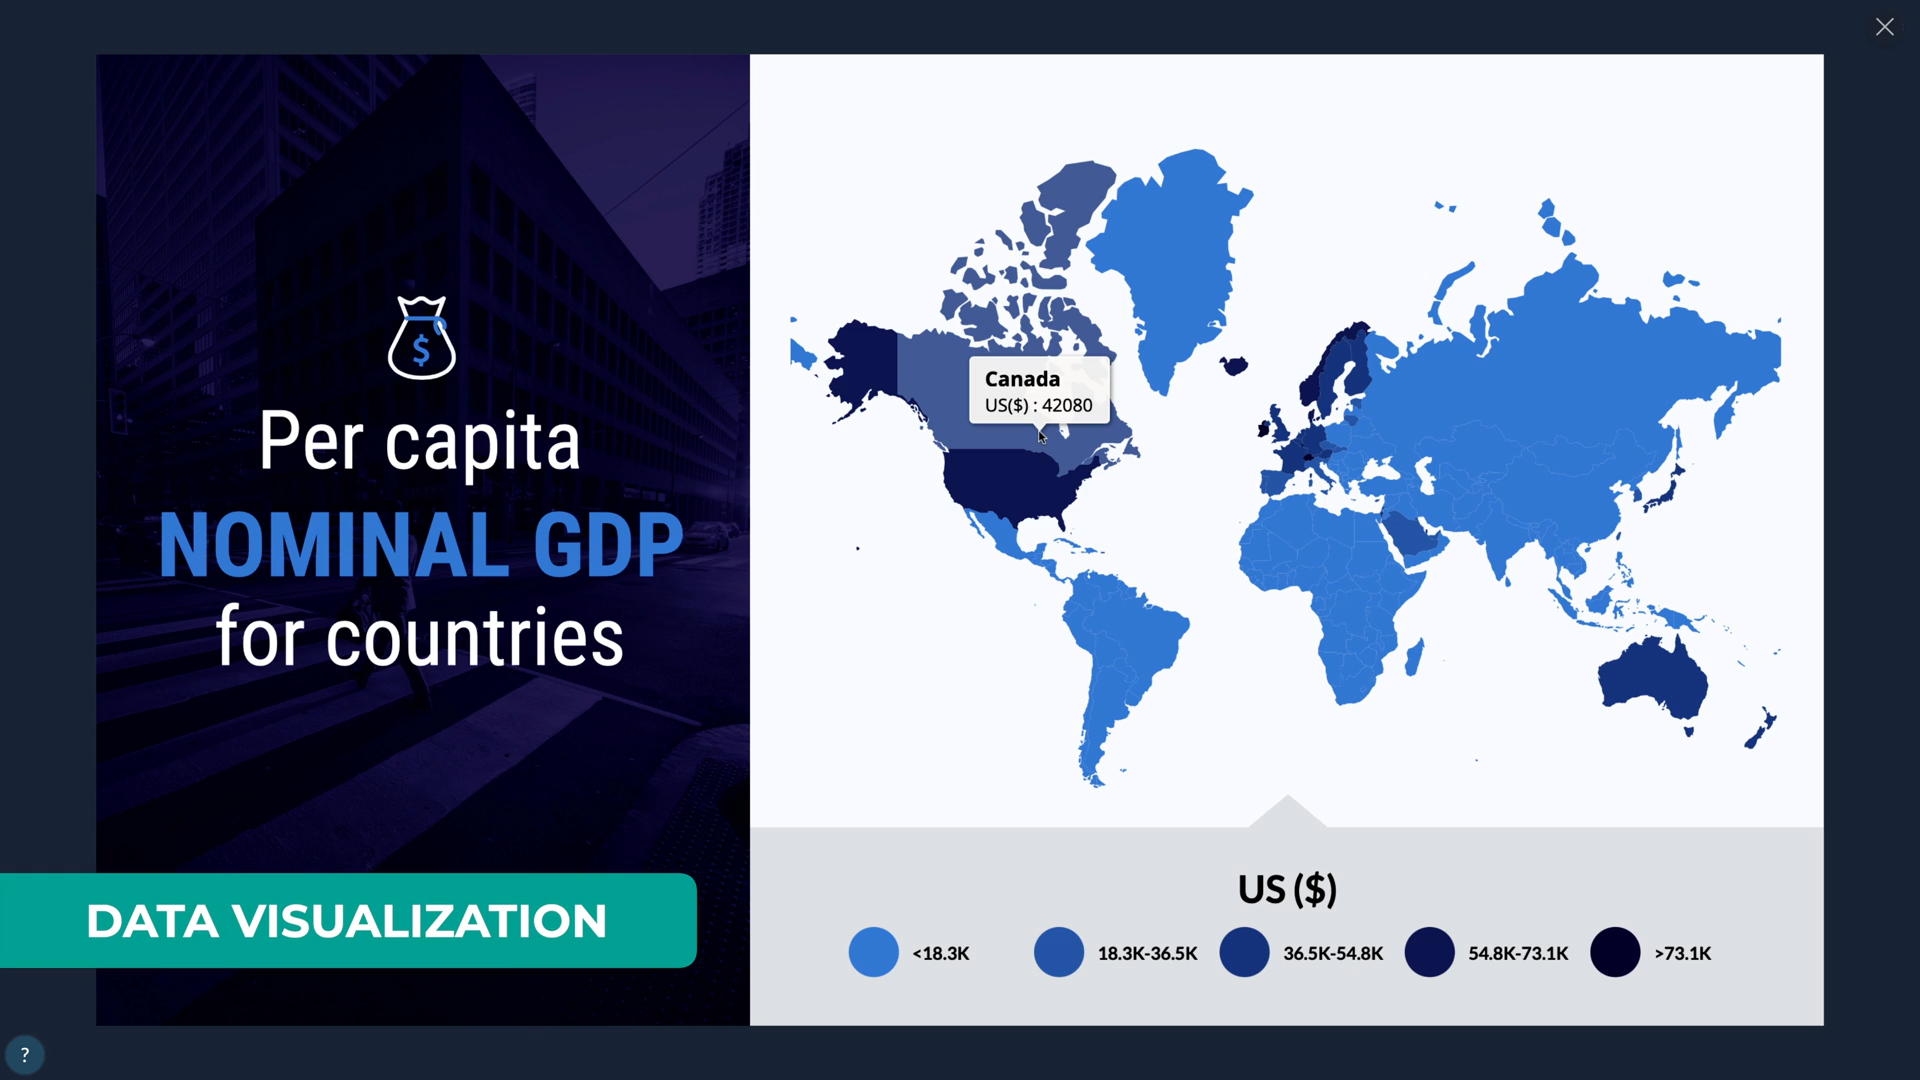 $
Per capita
NOMINAL GDP
for countries
DATA VISUALIZATION
Canada
US($) : 42080
US ($)
<18.3K
18.3K-36.5K
36.5K-54.8K
54.8K-73.1K
>73.1K
?